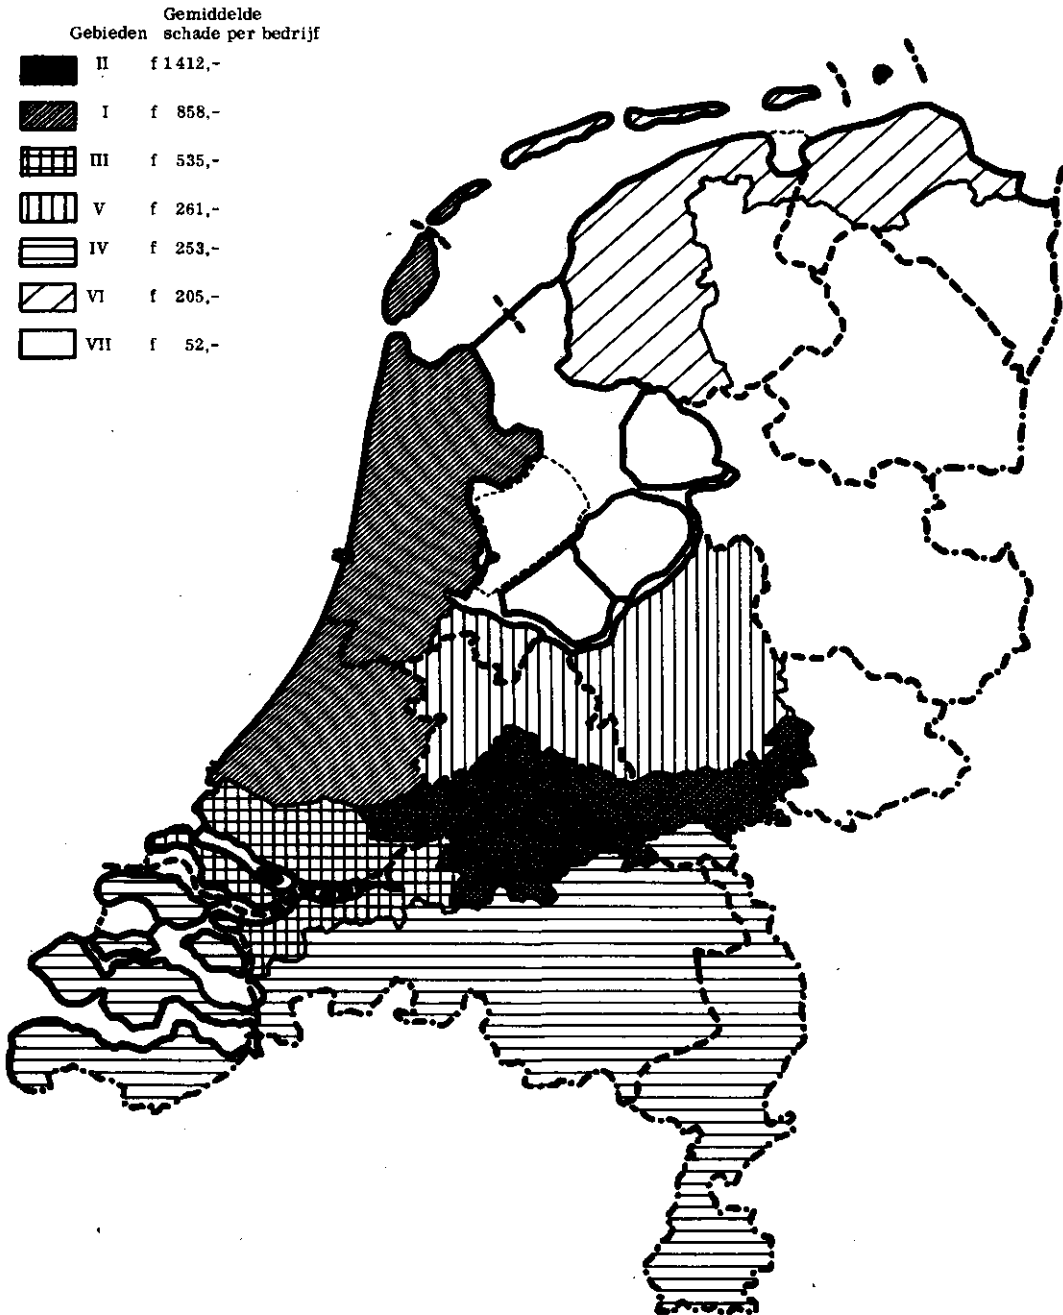 Gemiddelde
Gebieden schade per bedrijf
II f 1412,-
I f 858,-
III f 535,-
V f 261,-
IV f 253,-
VI f 205,-
VII f 52,-